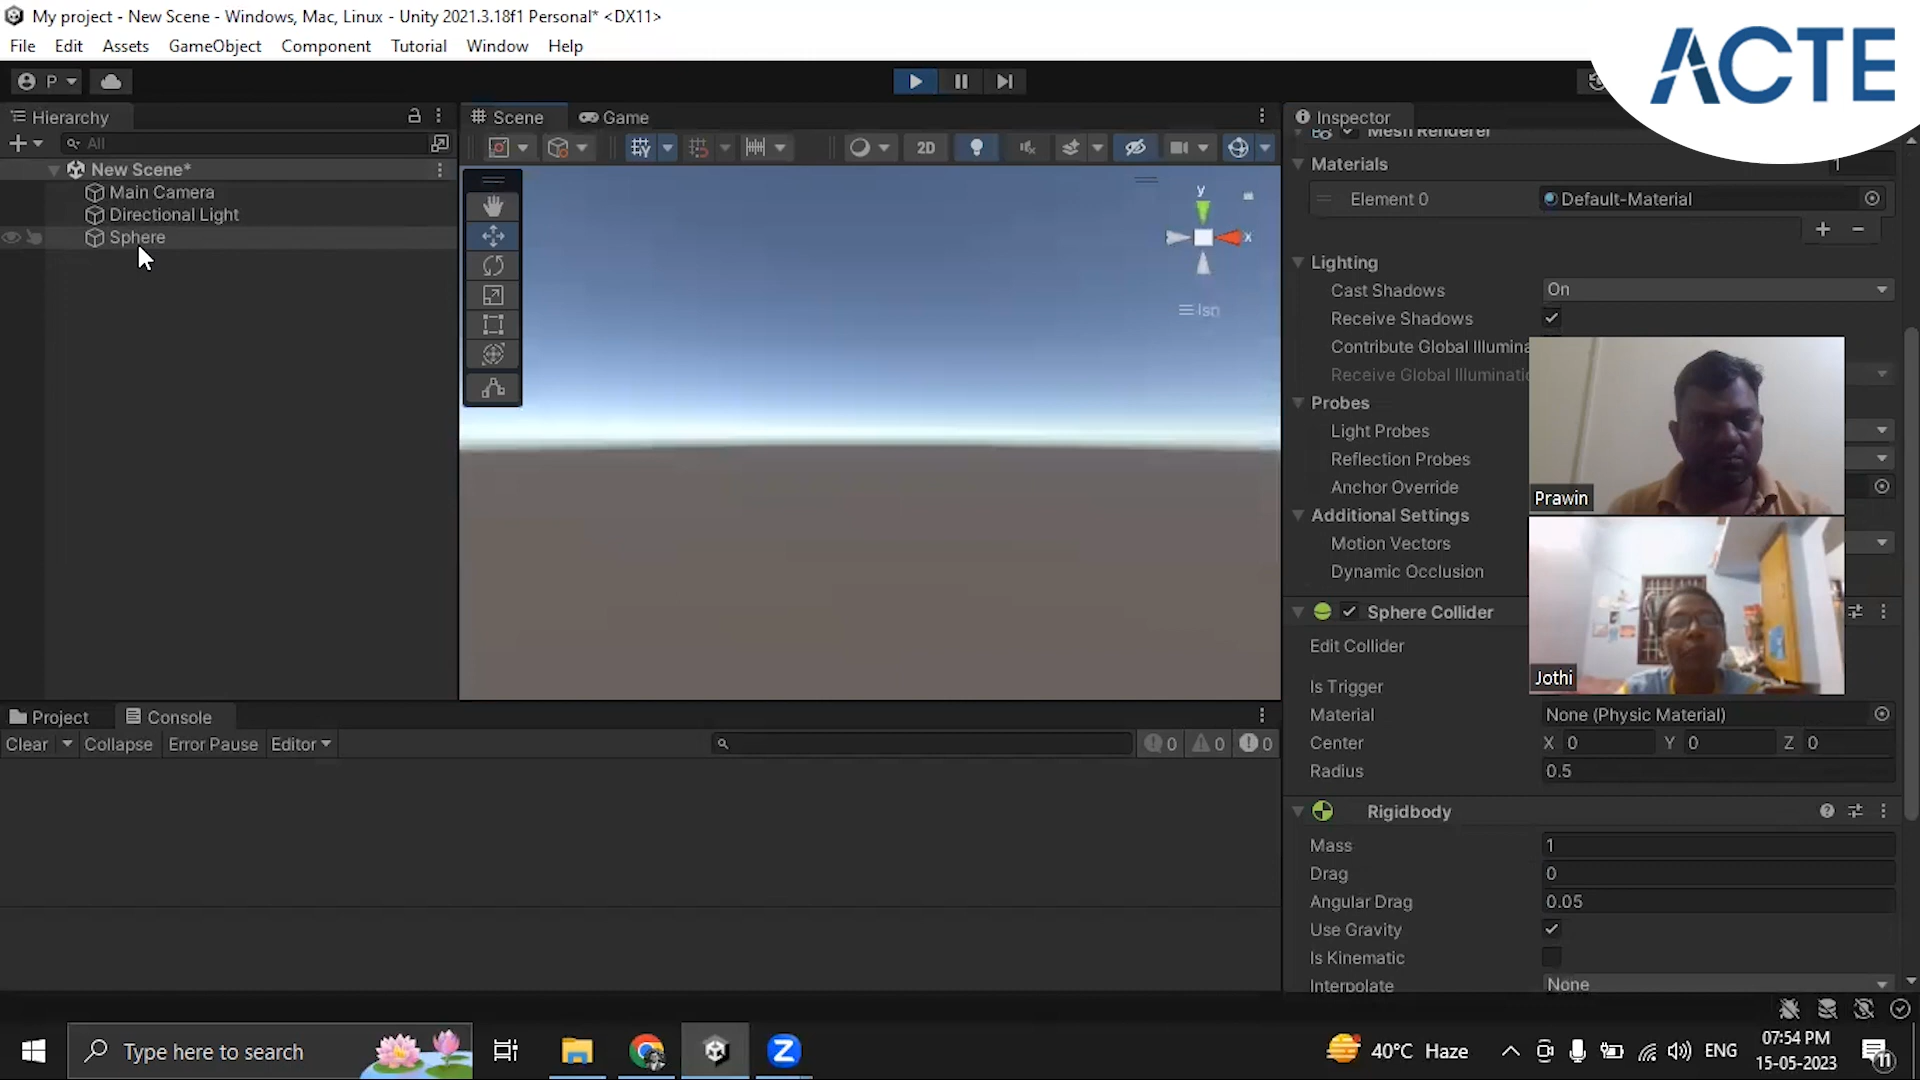 My project - New Scene - Windows, Mac, Linux - Unity 2021.3.18f1 Personal* <DX11>
ACTE
File Edit Assets GameObject Component Tutorial Window Help
P
Hierarchy
All
New Scene*
Main Camera
Directional Light
Sphere
Scene Game
2D
y
x
Iso
Inspector
Mesh Renderer
Materials 1
Element 0 Default-Material
Lighting
Cast Shadows On
Receive Shadows
Contribute Global Illumina
Receive Global Illuminatio
Probes
Light Probes
Reflection Probes
Anchor Override
Additional Settings
Motion Vectors
Dynamic Occlusion
Prawin
Jothi
Sphere Collider
Edit Collider
Is Trigger
Material None (Physic Material)
Center X 0 Y 0 Z 0
Radius 0.5
Rigidbody
Mass 1
Drag 0
Angular Drag 0.05
Use Gravity
Is Kinematic
Interpolate None
Project Console
Clear Collapse Error Pause Editor 0 0 0
Type here to search
40°C Haze
ENG
07:54 PM
15-05-2023
11